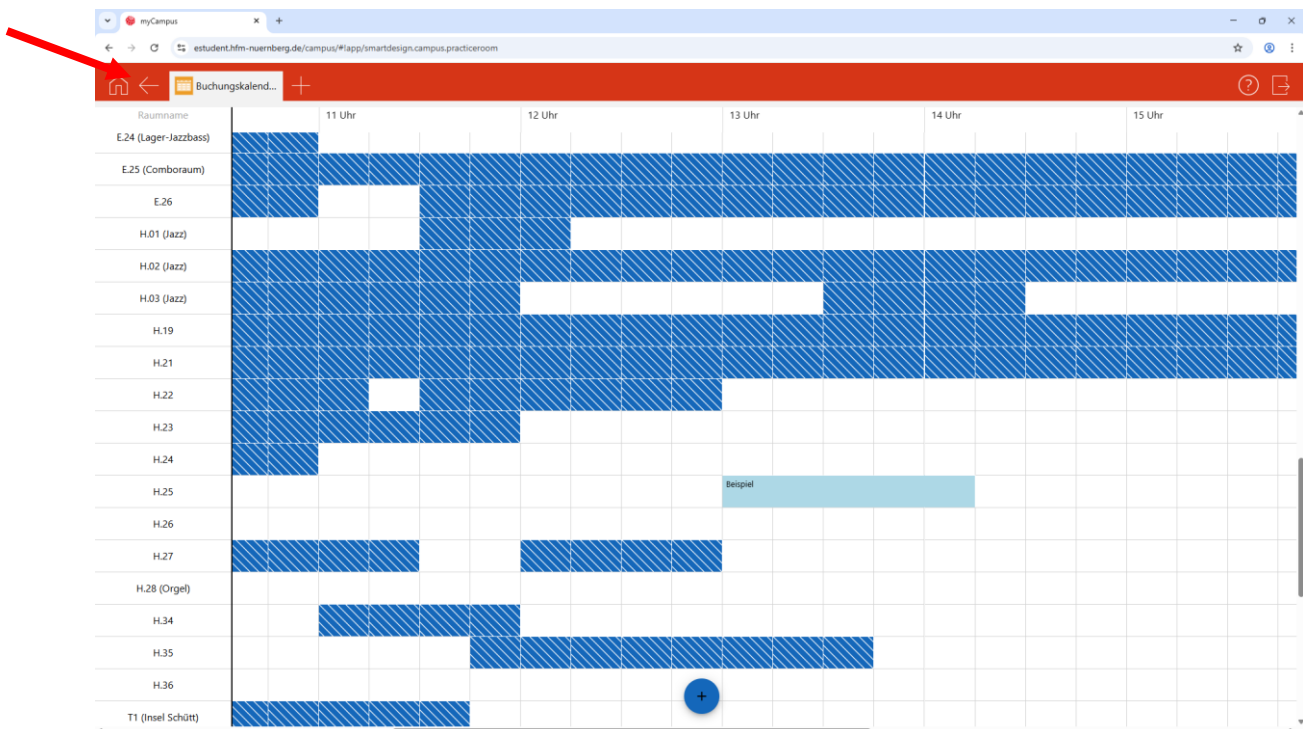 myCampus
estudent.hfm-nuernberg.de/campus/#lapp/smartdesign.campus.practiceroom
Buchungskalend...
Raumname 11 Uhr 12 Uhr 13 Uhr 14 Uhr 15 Uhr
E.24 (Lager-Jazzbass)
E.25 (Comboraum)
E.26
H.01 (Jazz)
H.02 (Jazz)
H.03 (Jazz)
H.19
H.21
H.22
H.23
H.24
H.25 Beispiel
H.26
H.27
H.28 (Orgel)
H.34
H.35
H.36
T1 (Insel Schütt)